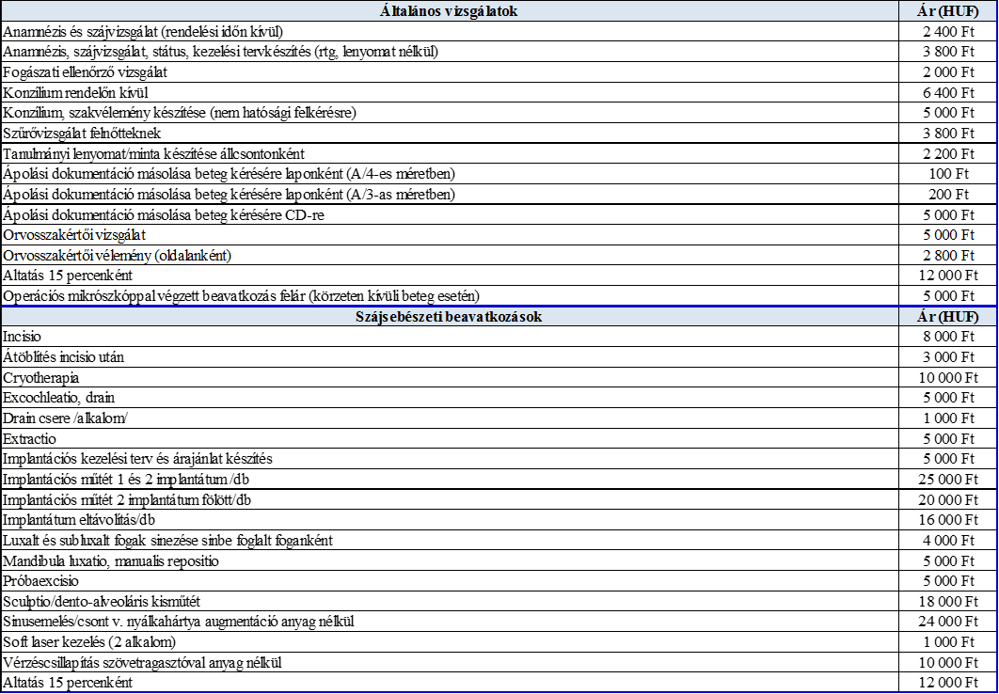 Általános vizsgálatok Ár (HUF)
Anamnézis és szájvizsgálat (rendelési időn kívül) 2 400 Ft
Anamnézis, szájvizsgálat, státus, kezelési tervkészítés (rtg, lenyomat nélkül) 3 800 Ft
Fogászati ellenőrző vizsgálat 2 000 Ft
Konzílium rendelőn kívül 6 400 Ft
Konzílium, szakvélemény készítése (nem hatósági felkérésre) 5 000 Ft
Szűrővizsgálat felnőtteknek 3 800 Ft
Tanulmányi lenyomat/minta készítése állcsontonként 2 200 Ft
Ápolási dokumentáció másolása beteg kérésére laponként (A/4-es méretben) 100 Ft
Ápolási dokumentáció másolása beteg kérésére laponként (A/3-as méretben) 200 Ft
Ápolási dokumentáció másolása beteg kérésére CD-re 5 000 Ft
Orvosszakértői vizsgálat 5 000 Ft
Orvosszakértői vélemény (oldalanként) 2 800 Ft
Altatás 15 percenként 12 000 Ft
Operációs mikrószkóppal végzett beavatkozás felár (körzeten kívüli beteg esetén) 5 000 Ft
Szájsebészeti beavatkozások Ár (HUF)
Incisio 8 000 Ft
Átöblítés incisio után 3 000 Ft
Cryotherapia 10 000 Ft
Excochleatio, drain 5 000 Ft
Drain csere /alkalom/ 1 000 Ft
Extractio 5 000 Ft
Implantációs kezelési terv és árajánlat készítés 5 000 Ft
Implantációs műtét 1 és 2 implantátum /db 25 000 Ft
Implantációs műtét 2 implantátum fölött/db 20 000 Ft
Implantátum eltávolítás/db 16 000 Ft
Luxalt és subluxalt fogak sinezése sinbe foglalt foganként 4 000 Ft
Mandibula luxatio, manualis repositio 5 000 Ft
Próbaexcisio 5 000 Ft
Sculptio/dento-alveoláris kisműtét 18 000 Ft
Sinusemelés/csont v. nyálkahártya augmentáció anyag nélkül 24 000 Ft
Soft laser kezelés (2 alkalom) 1 000 Ft
Vérzéscsillapítás szövetragasztóval anyag nélkül 10 000 Ft
Altatás 15 percenként 12 000 Ft